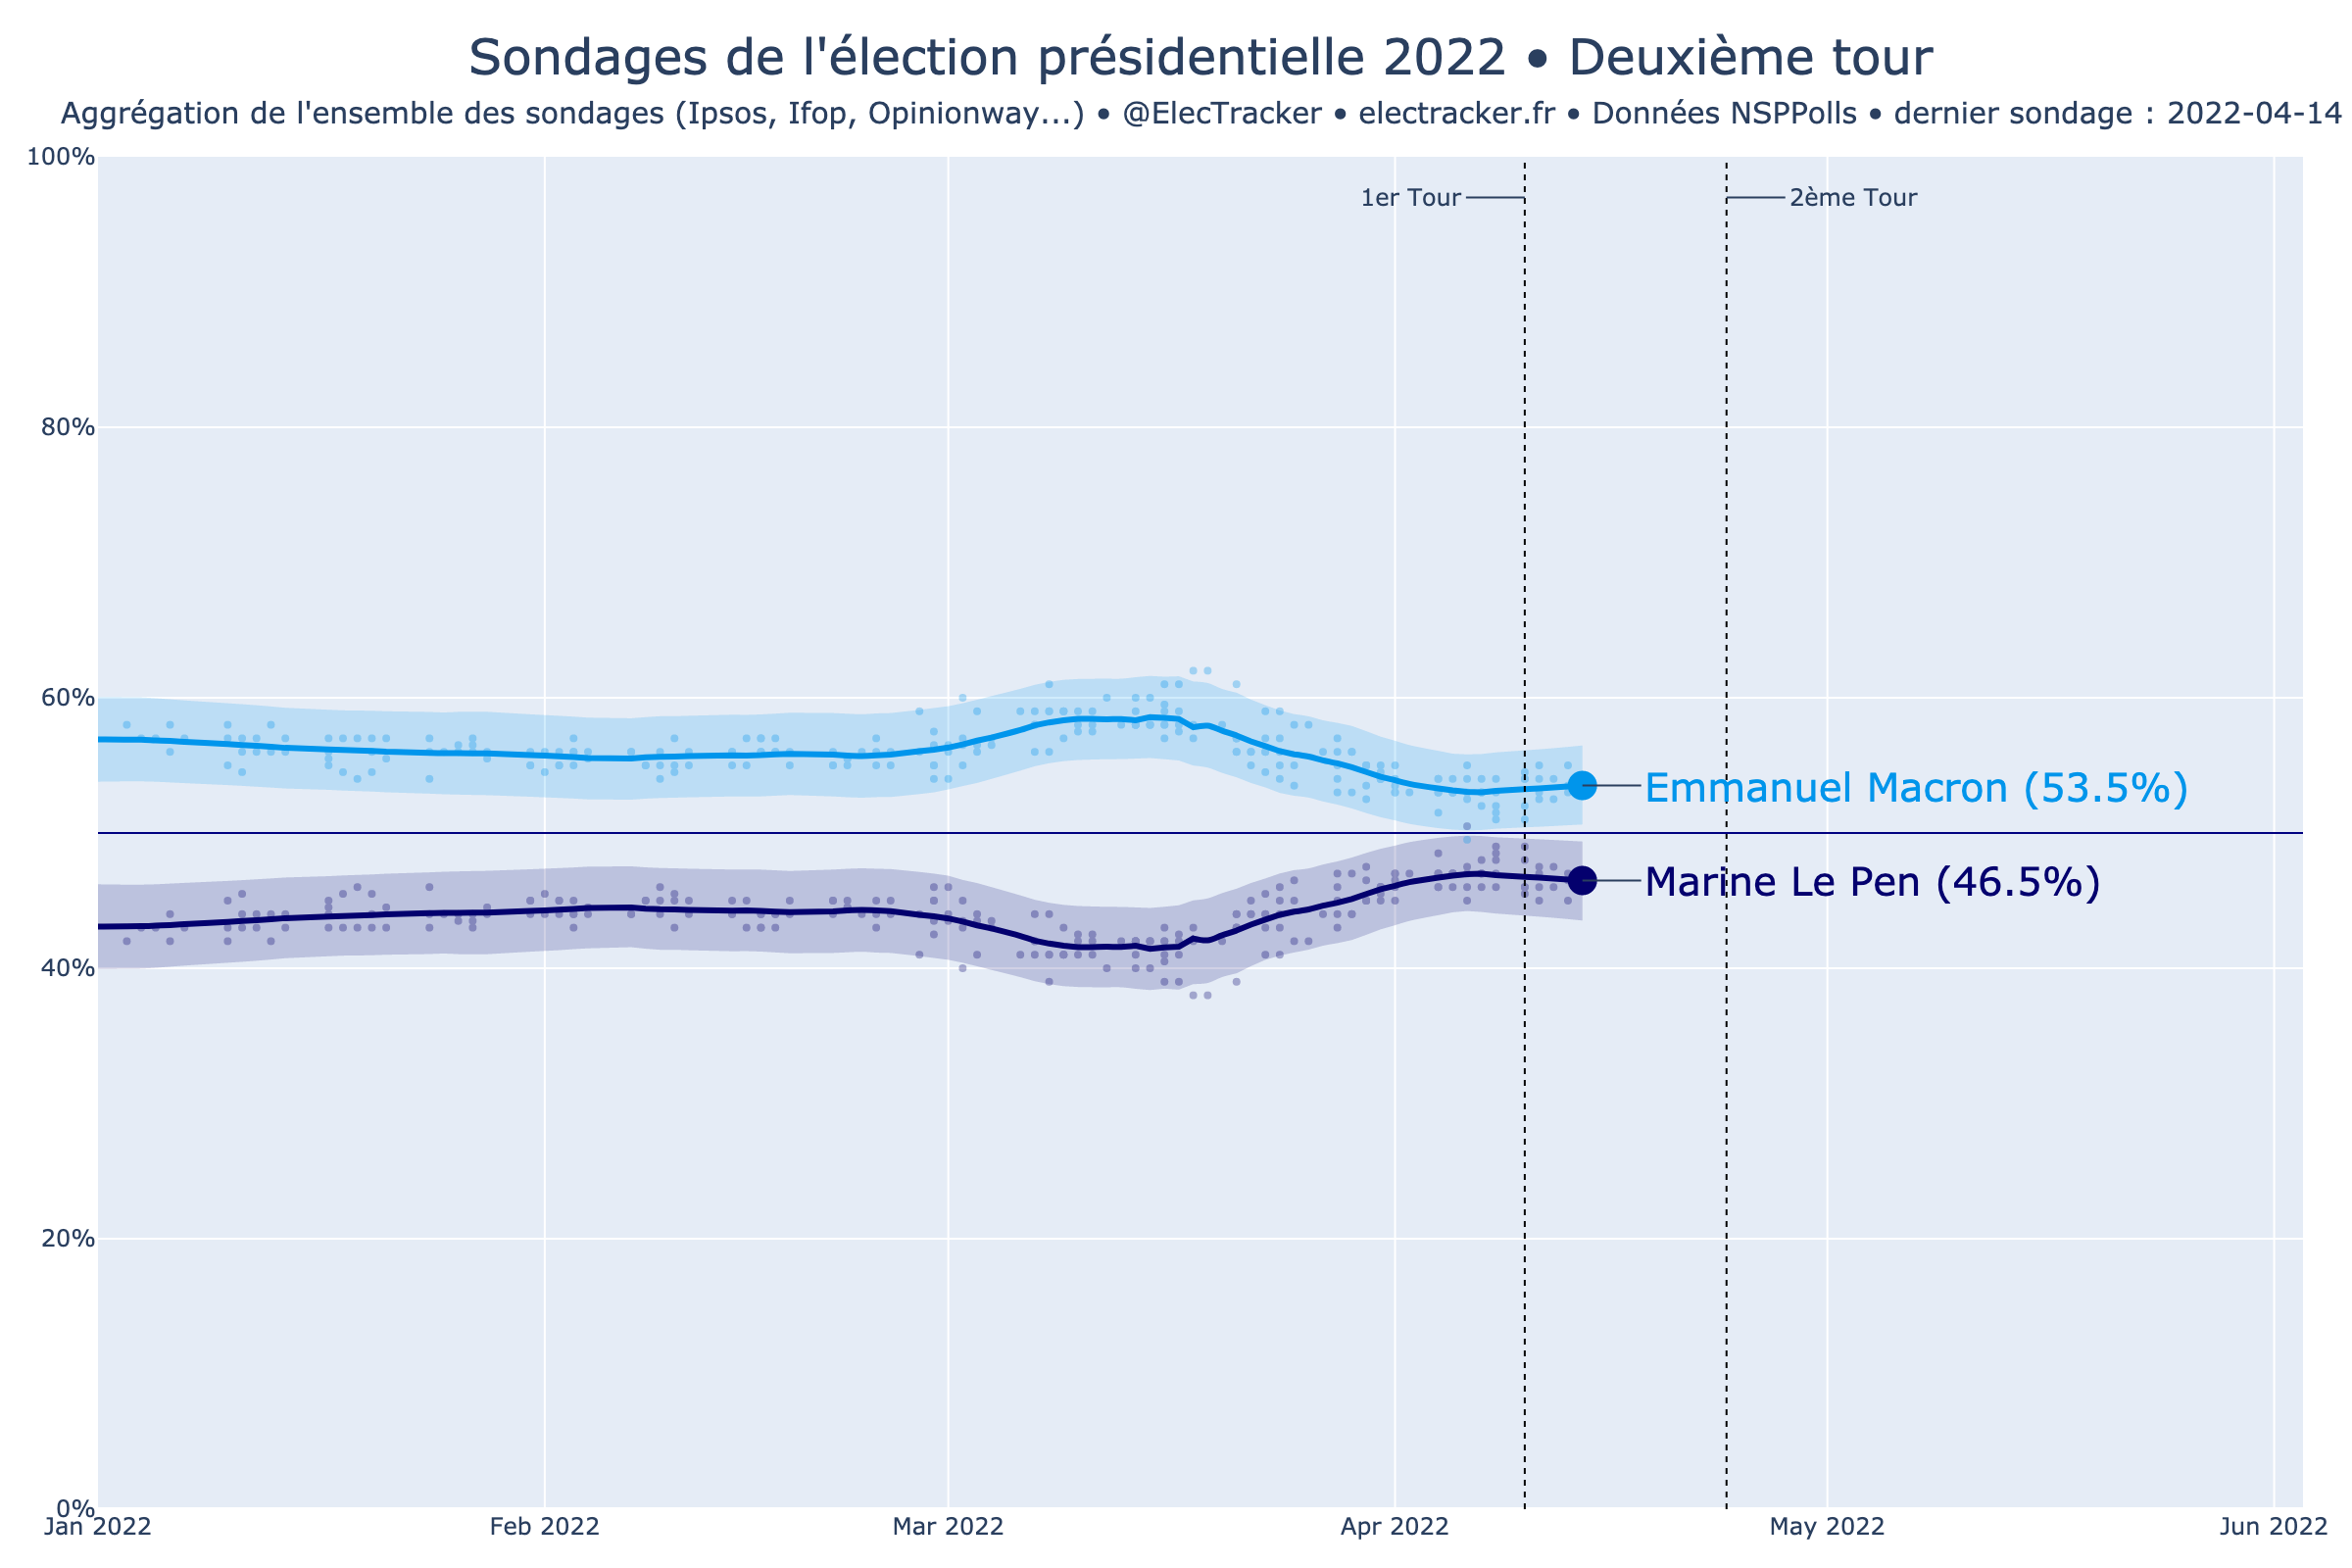 Sondages de l'élection présidentielle 2022 • Deuxième tour
Aggrégation de l'ensemble des sondages (Ipsos, Ifop, Opinionway...) • @ElecTracker • electracker.fr • Données NSPPolls • dernier sondage : 2022-04-14
100%
1er Tour
2ème Tour
80%
60%
Emmanuel Macron (53.5%)
Marine Le Pen (46.5%)
40%
20%
0%
Jan 2022 Feb 2022 Mar 2022 Apr 2022 May 2022 Jun 2022